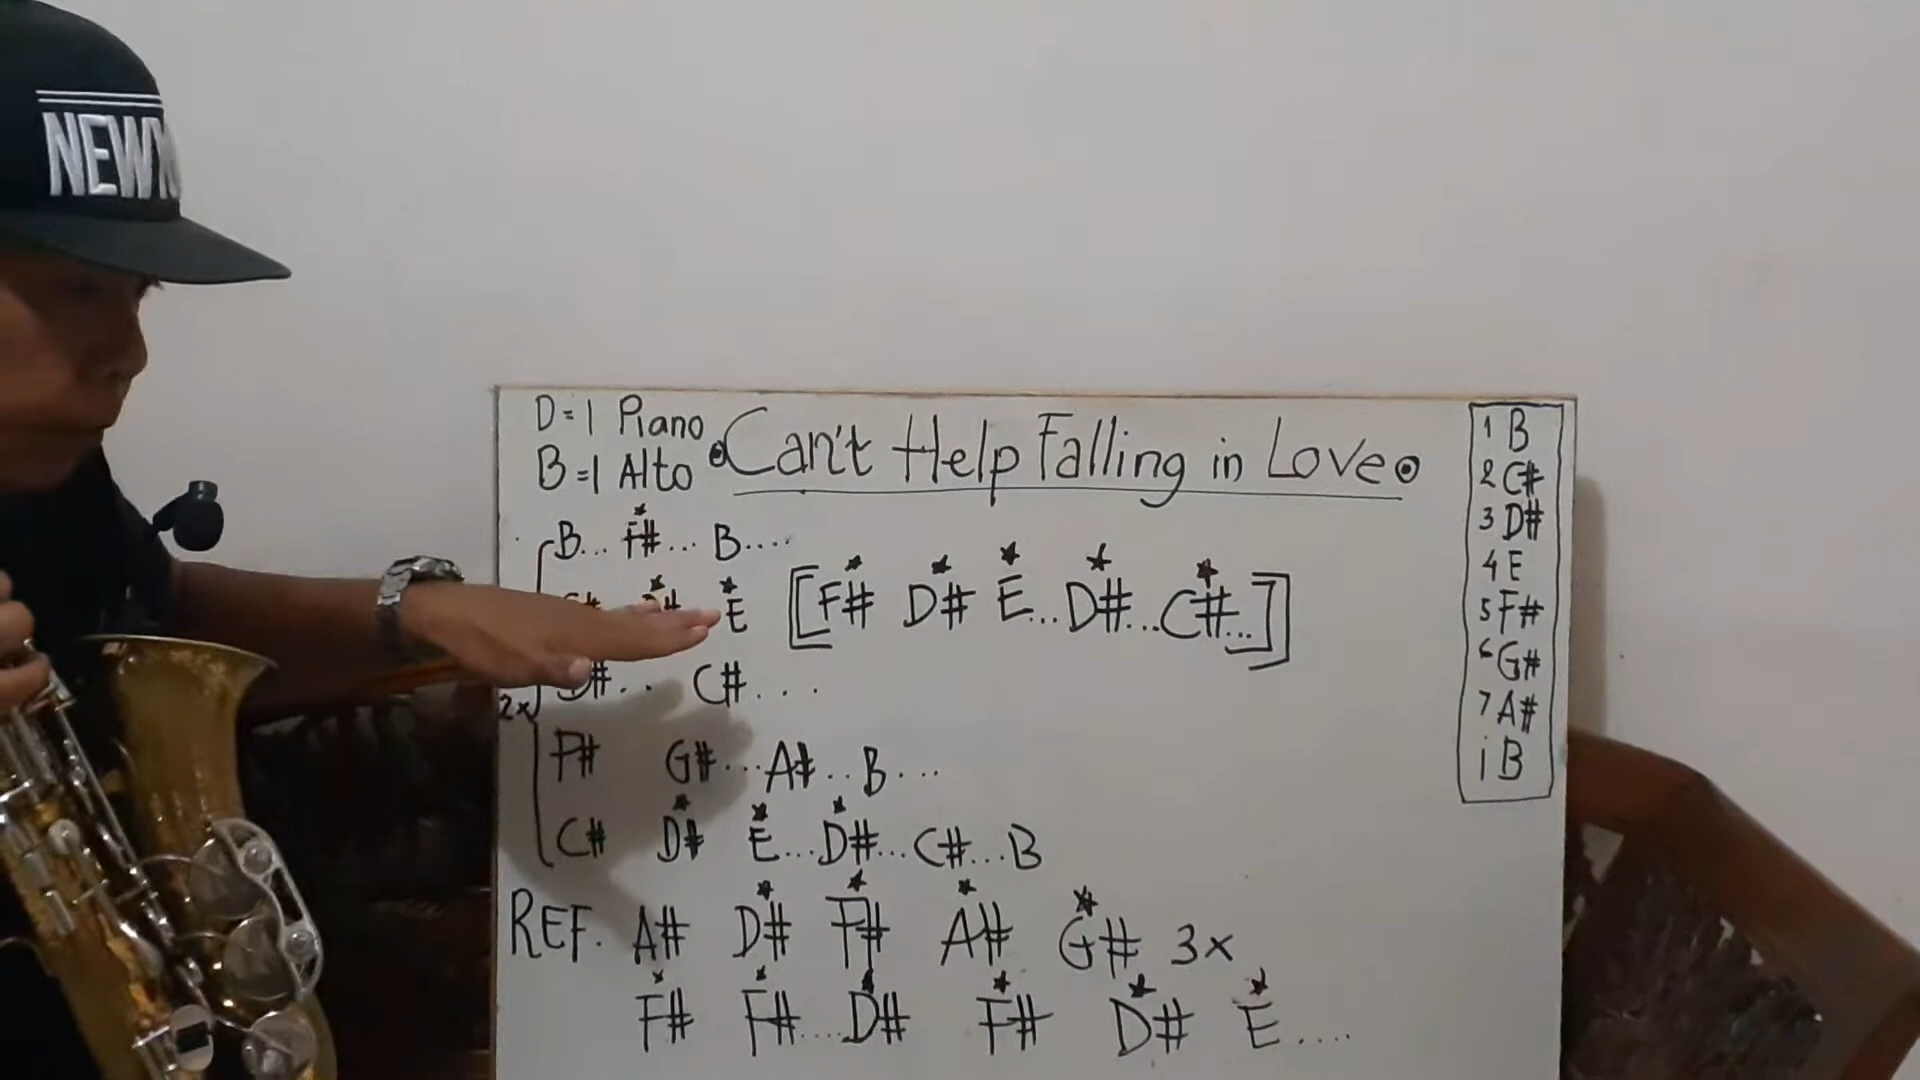 NEWY
D=1 Piano
B=1 Alto
Can't Help Falling in Love
B... F#... B....
E [F# D# E...D#...C#...]
D#.. C#...
F# G#...A#..B...
2x
C# D# E...D#...C#...B
REF. A# D# F# A# G# 3x
F# F#....D# F# D# E....
1 B
2 C#
3 D#
4 E
5 F#
6 G#
7 A#
i B